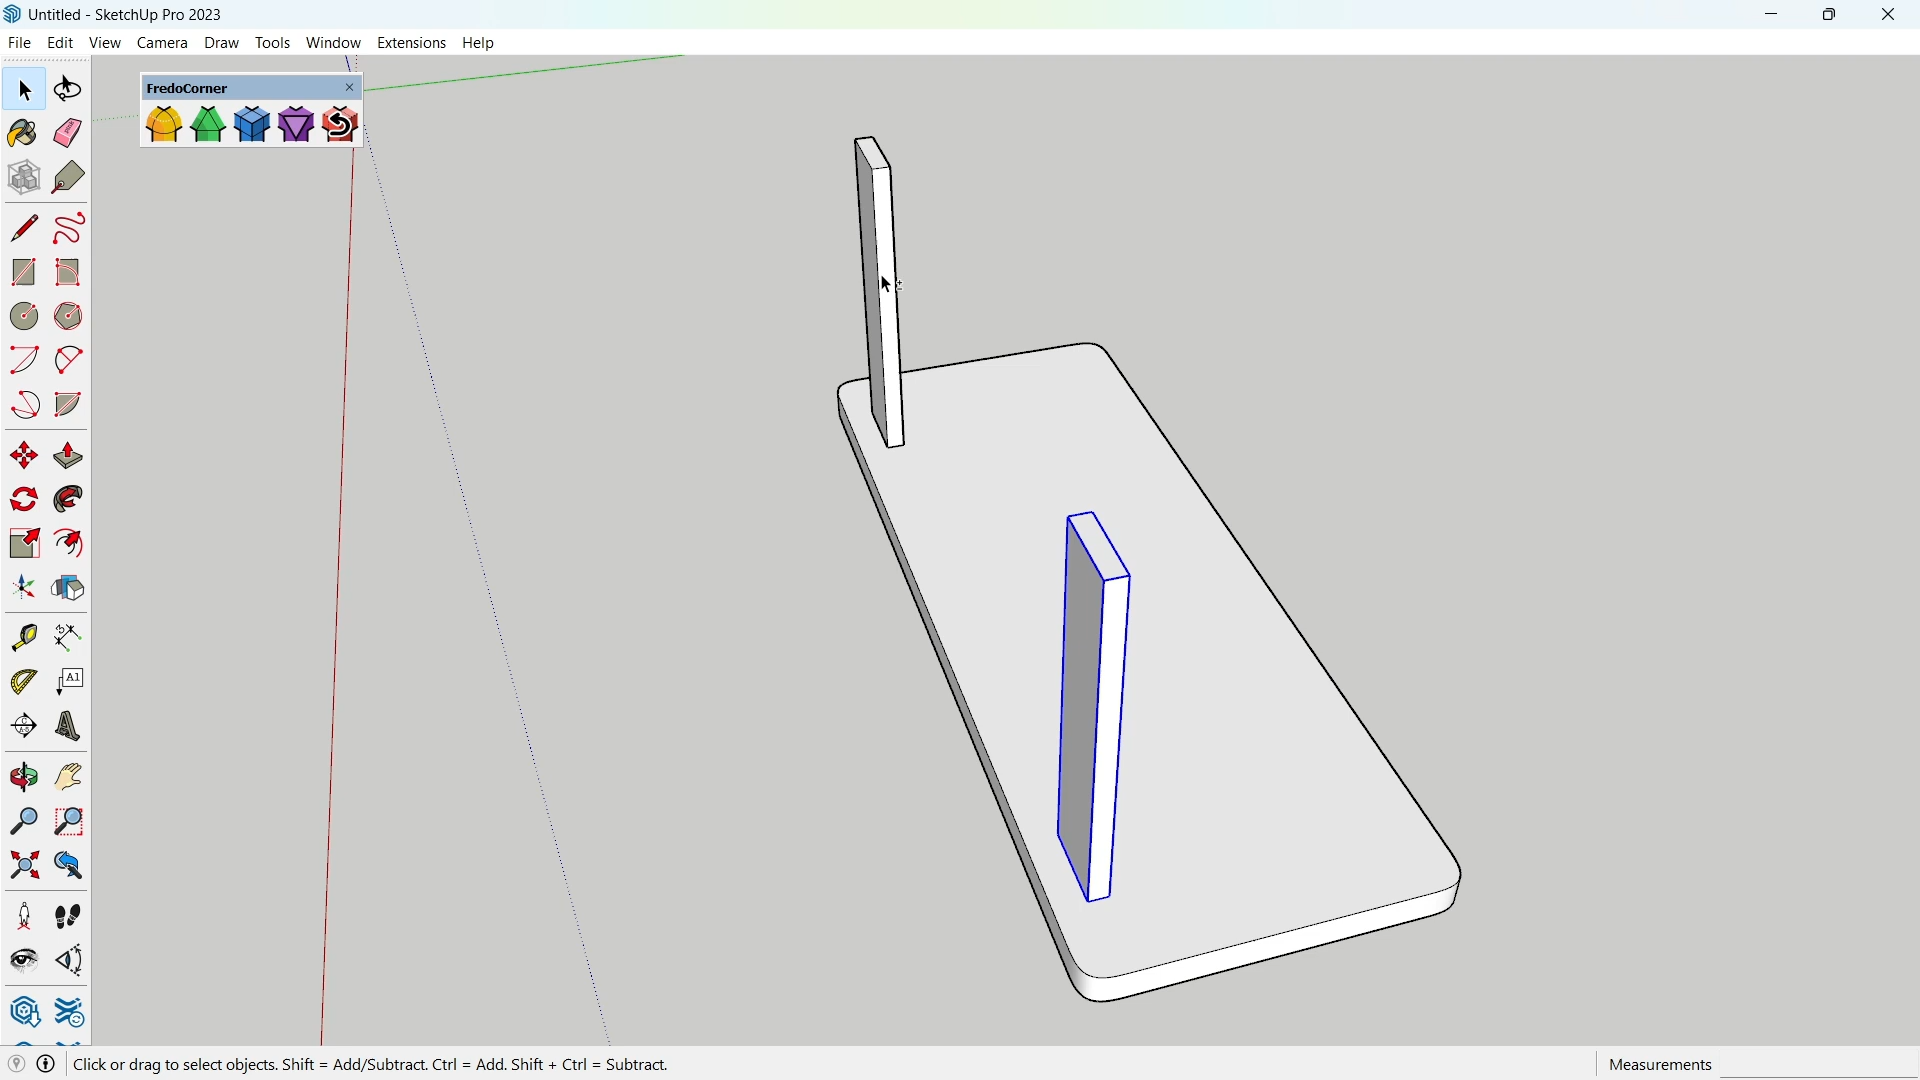 Untitled - SketchUp Pro 2023
File Edit View Camera Draw Tools Window Extensions Help
FredoCorner
A1
Click or drag to select objects. Shift = Add/Subtract. Ctrl = Add. Shift + Ctrl = Subtract.
Measurements